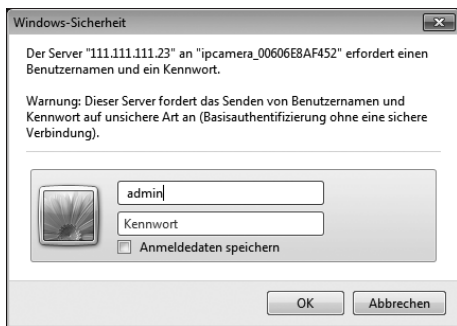 Windows-Sicherheit
Der Server "111.111.111.23" an "ipcamera_00606E8AF452" erfordert einen
Benutzernamen und ein Kennwort.
Warnung: Dieser Server fordert das Senden von Benutzernamen und
Kennwort auf unsichere Art an (Basisauthentifizierung ohne eine sichere
Verbindung).
admin
Kennwort
Anmeldedaten speichern
OK
Abbrechen